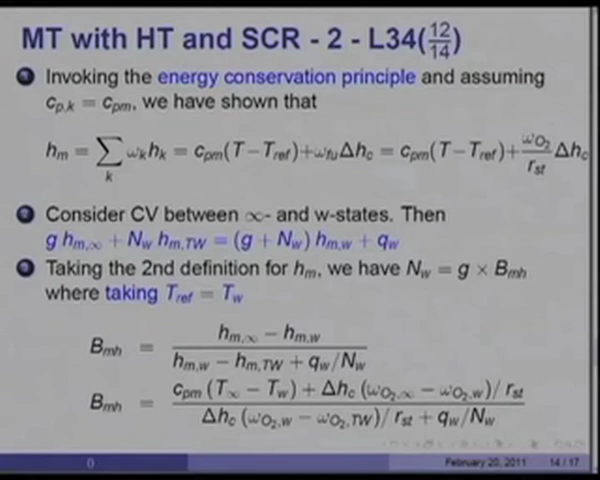 MT with HT and SCR - 2 - L34(12/14)
1 Invoking the energy conservation principle and assuming
c_{p,k} = c_{pm}, we have shown that
h_m = ∑_k ω_k h_k = c_{pm} (T − T_{ref}) + ω_{fu} Δh_c = c_{pm} (T − T_{ref}) + ω_{O_2}/r_{st} Δh_c
2 Consider CV between ∞- and w-states. Then
g h_{m,∞} + N_w h_{m,TW} = (g + N_w) h_{m,w} + q_w
3 Taking the 2nd definition for h_m, we have N_w = g × B_{mh}
where taking T_{ref} = T_w
B_{mh} = (h_{m,∞} − h_{m,w}) / (h_{m,w} − h_{m,TW} + q_w/N_w)
B_{mh} = (c_{pm} (T_∞ − T_w) + Δh_c (ω_{O_2,∞} − ω_{O_2,w})/ r_{st}) / (Δh_c (ω_{O_2,w} − ω_{O_2,TW})/ r_{st} + q_w/N_w)
() February 20, 2011 14 / 17